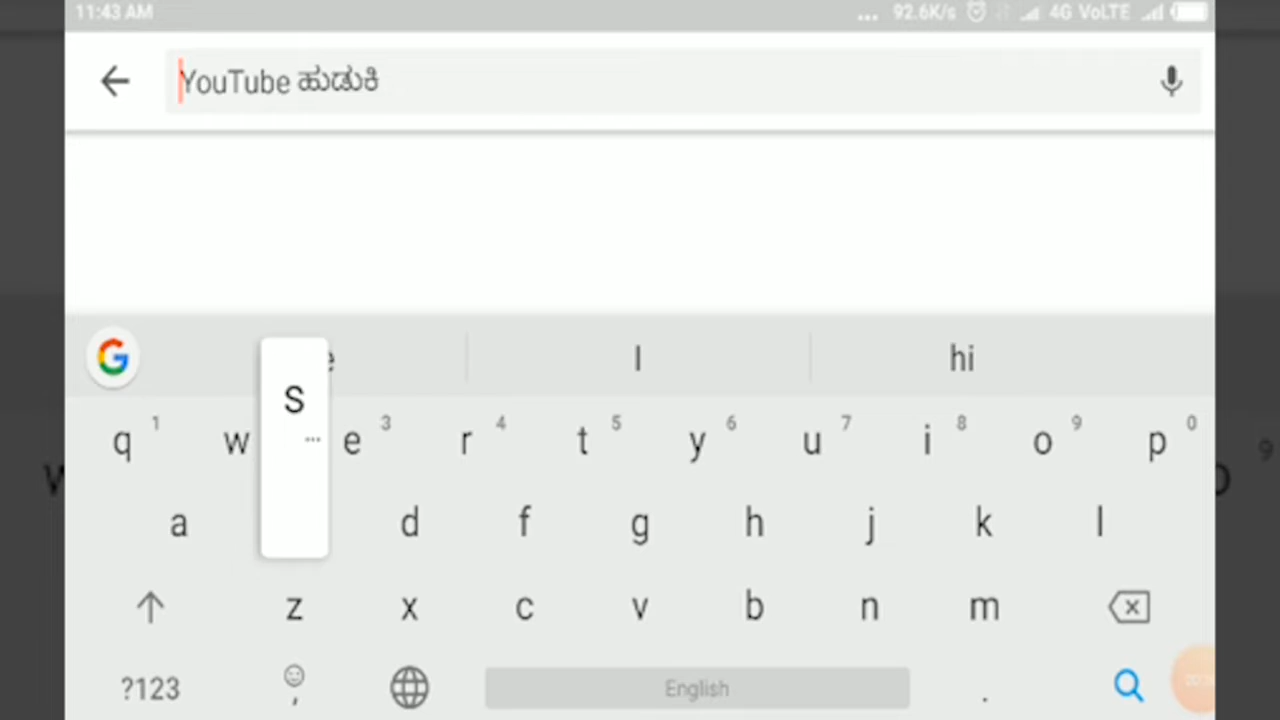 11:43 AM ... 92.6K/s 4G VoLTE
YouTube ಹುಡುಕಿ
I hi
q 1 w e 3 r 4 t 5 y 6 u 7 i 8 o 9 p 0
S ...
a d f g h j k l
z x c v b n m
?123 , English .